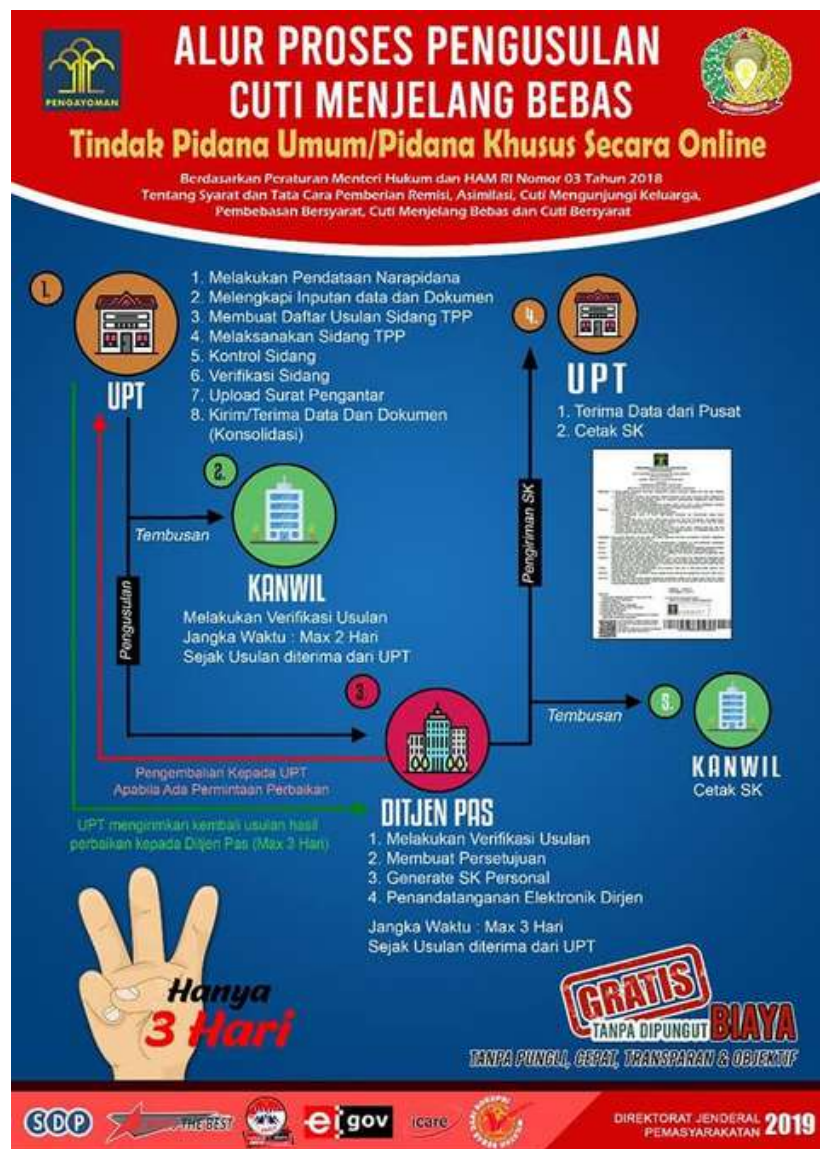 PENGAYOMAN
ALUR PROSES PENGUSULAN
CUTI MENJELANG BEBAS
Tindak Pidana Umum/Pidana Khusus Secara Online
Berdasarkan Peraturan Menteri Hukum dan HAM RI Nomor 03 Tahun 2018
Tentang Syarat dan Tata Cara Pemberian Remisi, Asimilasi, Cuti Mengunjungi Keluarga,
Pembebasan Bersyarat, Cuti Menjelang Bebas dan Cuti Bersyarat
1.
UPT
1. Melakukan Pendataan Narapidana
2. Melengkapi Inputan data dan Dokumen
3. Membuat Daftar Usulan Sidang TPP
4. Melaksanakan Sidang TPP
5. Kontrol Sidang
6. Verifikasi Sidang
7. Upload Surat Pengantar
8. Kirim/Terima Data Dan Dokumen
(Konsolidasi)
4.
UPT
1. Terima Data dari Pusat
2. Cetak SK
2.
Tembusan
KANWIL
Melakukan Verifikasi Usulan
Jangka Waktu : Max 2 Hari
Sejak Usulan diterima dari UPT
Pengusulan
Pengiriman SK
3.
Tembusan
3.
KANWIL
Cetak SK
Pengembalian Kepada UPT
Apabila Ada Permintaan Perbaikan
UPT mengirimkan kembali usulan hasil
perbaikan kepada Ditjen Pas (Max 3 Hari)
DITJEN PAS
1. Melakukan Verifikasi Usulan
2. Membuat Persetujuan
3. Generate SK Personal
4. Penandatanganan Elektronik Dirjen
Jangka Waktu : Max 3 Hari
Sejak Usulan diterima dari UPT
Hanya
3 Hari
GRATIS
TANPA DIPUNGUT BIAYA
TANPA PUNGLI, CEPAT, TRANSPARAN & OBJEKTIF
SDP
THE BEST
e gov
icare
DIREKTORAT JENDERAL
PEMASYARAKATAN 2019